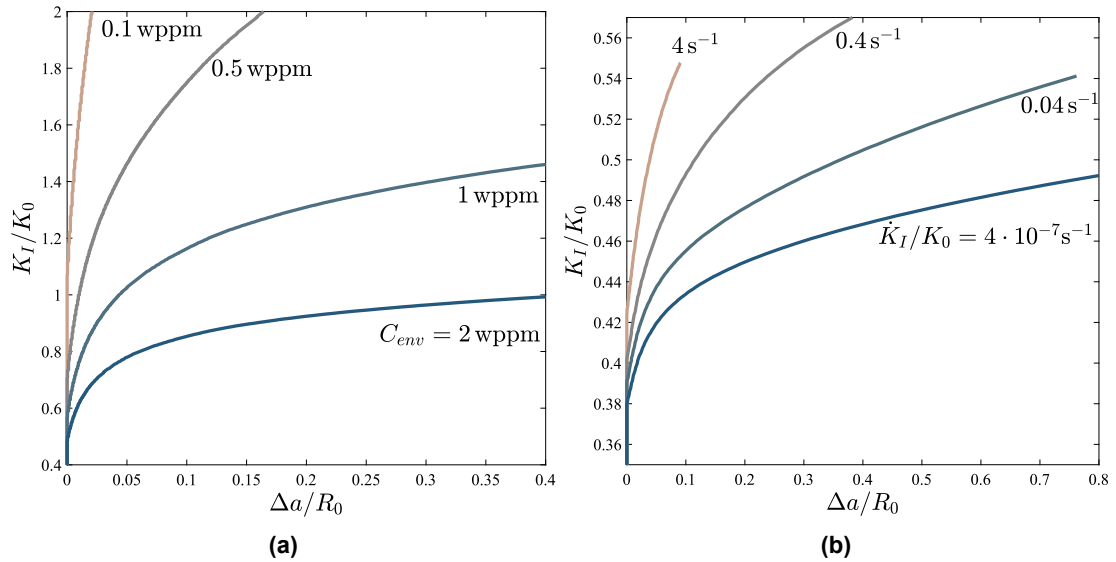 2
1.8
1.6
1.4
1.2
1
0.8
0.6
0.4
K_I/K_0
0.1 wppm
0.5 wppm
1 wppm
C_{env} = 2 wppm
0 0.05 0.1 0.15 0.2 0.25 0.3 0.35 0.4
Δa/R_0
(a)
0.56
0.54
0.52
0.5
0.48
0.46
0.44
0.42
0.4
0.38
0.36
K_I/K_0
4 s⁻¹
0.4 s⁻¹
0.04 s⁻¹
K̇_I/K_0 = 4 · 10⁻⁷s⁻¹
0 0.1 0.2 0.3 0.4 0.5 0.6 0.7 0.8
Δa/R_0
(b)